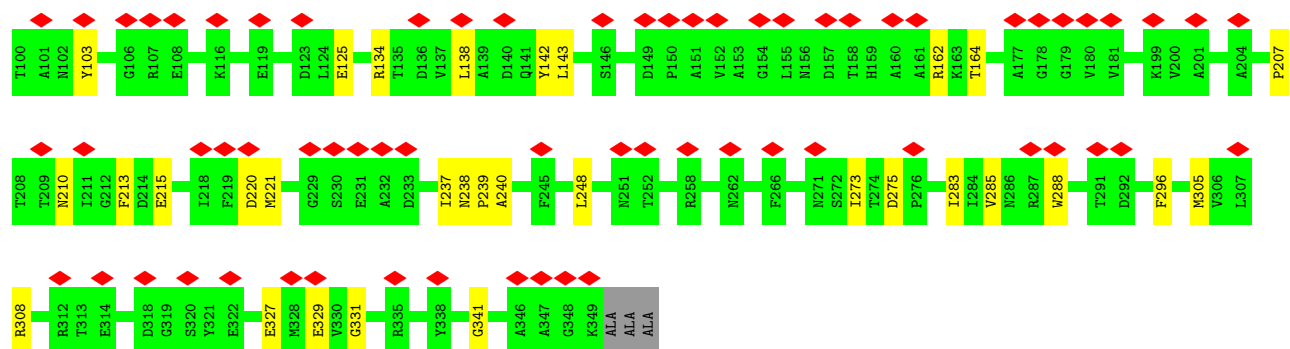 T100 A101 N102 Y103 G106 R107 E108 K116 E119 D123 L124 E125 R134 T135 D136 V137 L138 A139 D140 Q141 Y142 L143 S146 D149 P150 A151 V152 A153 G154 L155 N156 D157 T158 H159 A160 A161 R162 K163 T164 A177 G178 G179 V180 V181 K199 V200 A201 A204 P207
T208 T209 N210 I211 G212 F213 D214 E215 I218 F219 D220 M221 G229 S230 E231 A232 D233 I237 N238 P239 A240 F245 L248 N251 T252 R258 N262 F266 N271 S272 I273 T274 D275 P276 I283 I284 V285 N286 R287 W288 T291 D292 F296 M305 V306 L307
R308 R312 T313 E314 D318 G319 S320 Y321 E322 E327 M328 E329 V330 G331 R335 Y338 G341 A346 A347 G348 K349 ALA ALA ALA